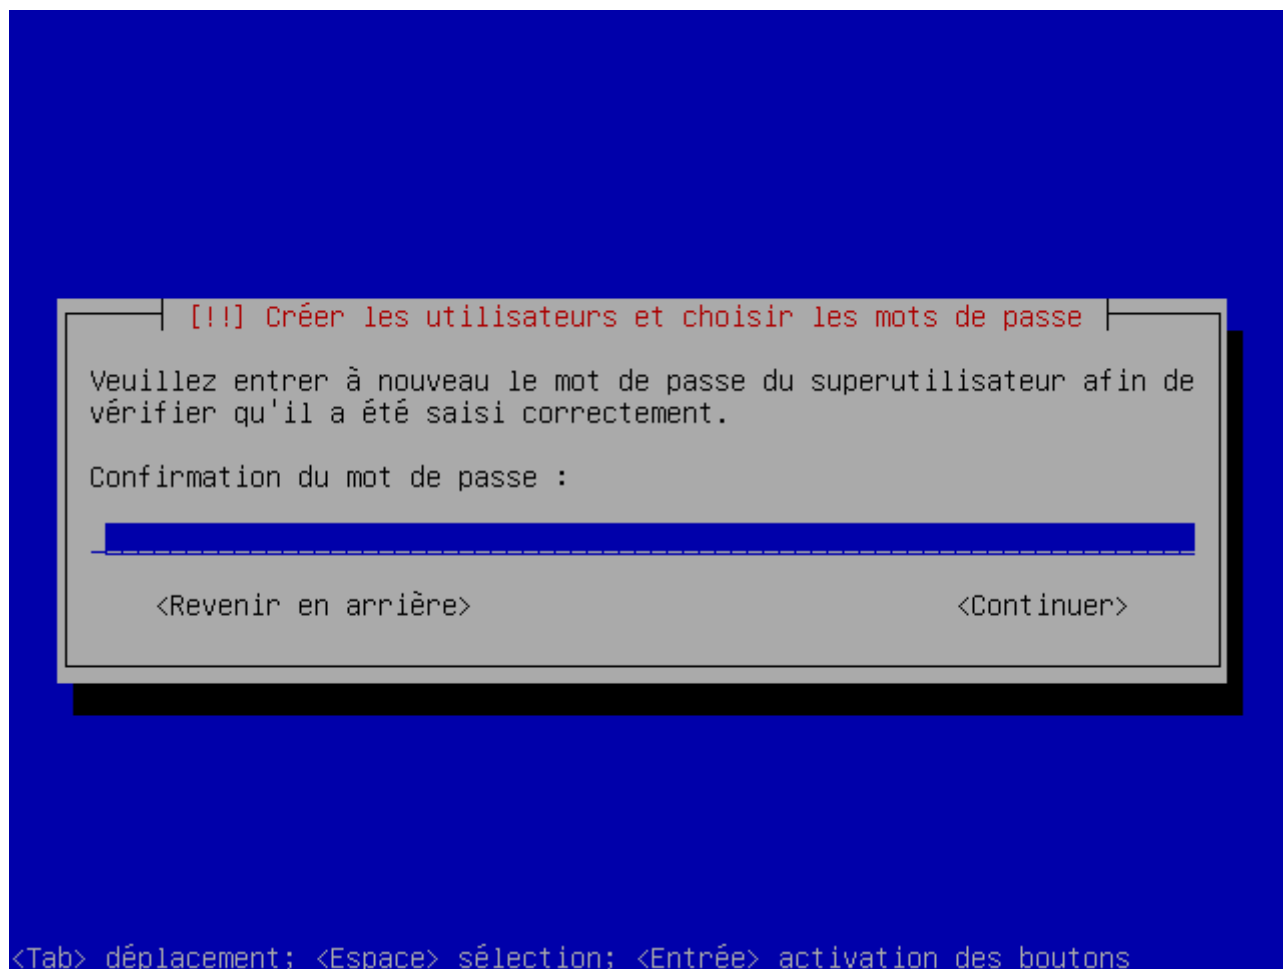 [!!] Créer les utilisateurs et choisir les mots de passe
Veuillez entrer à nouveau le mot de passe du superutilisateur afin de
vérifier qu'il a été saisi correctement.
Confirmation du mot de passe :
<Revenir en arrière> <Continuer>
<Tab> déplacement; <Espace> sélection; <Entrée> activation des boutons